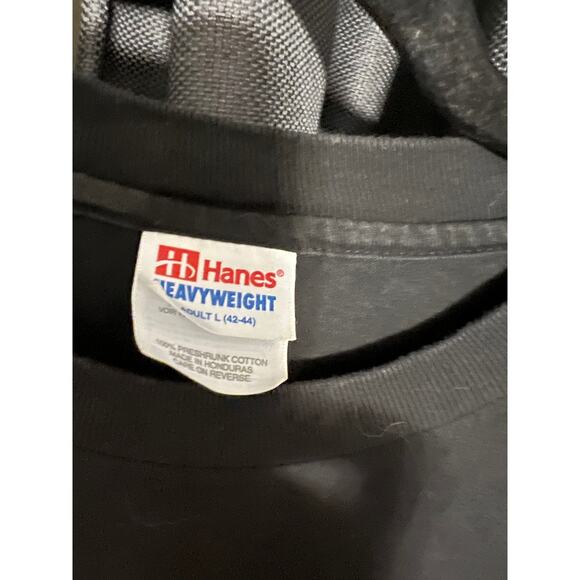 Hanes®
HEAVYWEIGHT
ADULT L (42-44)
100% PRESHRUNK COTTON
MADE IN HONDURAS
CARE ON REVERSE